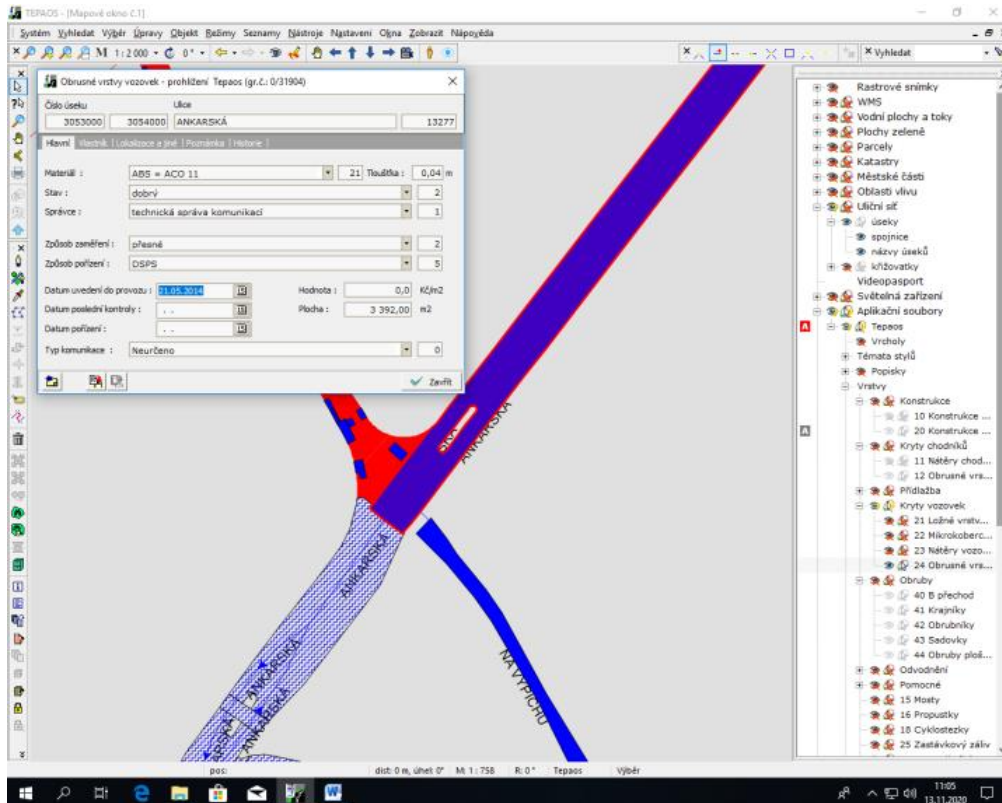 TEPAOS - [Mapové okno č.1]
Systém Vyhledat Výběr Úpravy Objekt Režimy Seznamy Nástroje Nastavení Okna Zobrazit Nápověda
M 1:2 000 0° Vyhledat
Obrusné vrstvy vozovek - prohlížení Tepaos (gr.č.: 0/31904)
Číslo úseku Ulice
3053000 3054000 ANKARSKÁ 13277
Hlavní Vlastník Lokalizace a jiné Poznámka Historie
Materiál : ABS = ACO 11 21 Tloušťka : 0,04 m
Stav : dobrý 2
Správce : technická správa komunikací 1
Způsob zaměření : přesné 2
Způsob pořízení : DSPS 5
Datum uvedení do provozu : 21.05.2014 Hodnota : 0,0 Kč/m2
Datum poslední kontroly : . . Plocha : 3 392,00 m2
Datum pořízení : . .
Typ komunikace : Neurčeno 0
Zavřít
ANKARSKÁ
ANKARSKÁ
ANKARSKÁ
ANKARSKÁ
NA VYPICHU
Rastrové snímky
WMS
Vodní plochy a toky
Plochy zeleně
Parcely
Katastry
Městské části
Oblasti vlivu
Uliční síť
úseky
spojnice
názvy úseků
křižovatky
Videopasport
Světelná zařízení
Aplikační soubory
A Tepaos
Vrcholy
Témata stylů
Popisky
Vrstvy
Konstrukce
10 Konstrukce ...
A 20 Konstrukce ...
Kryty chodníků
11 Nátěry chod...
12 Obrusné vrs...
Přídlažba
Kryty vozovek
21 Ložné vrstv...
22 Mikrokoberc...
23 Nátěry vozo...
24 Obrusné vrs...
Obruby
40 B přechod
41 Krajníky
42 Obrubníky
43 Sadovky
44 Obruby ploš...
Odvodnění
Pomocné
15 Mosty
16 Propustky
18 Cyklostezky
25 Zastávkový záliv
pos: dist: 0 m, úhel: 0° M: 1 : 758 R: 0° Tepaos Výběr
11:05
13.11.2020